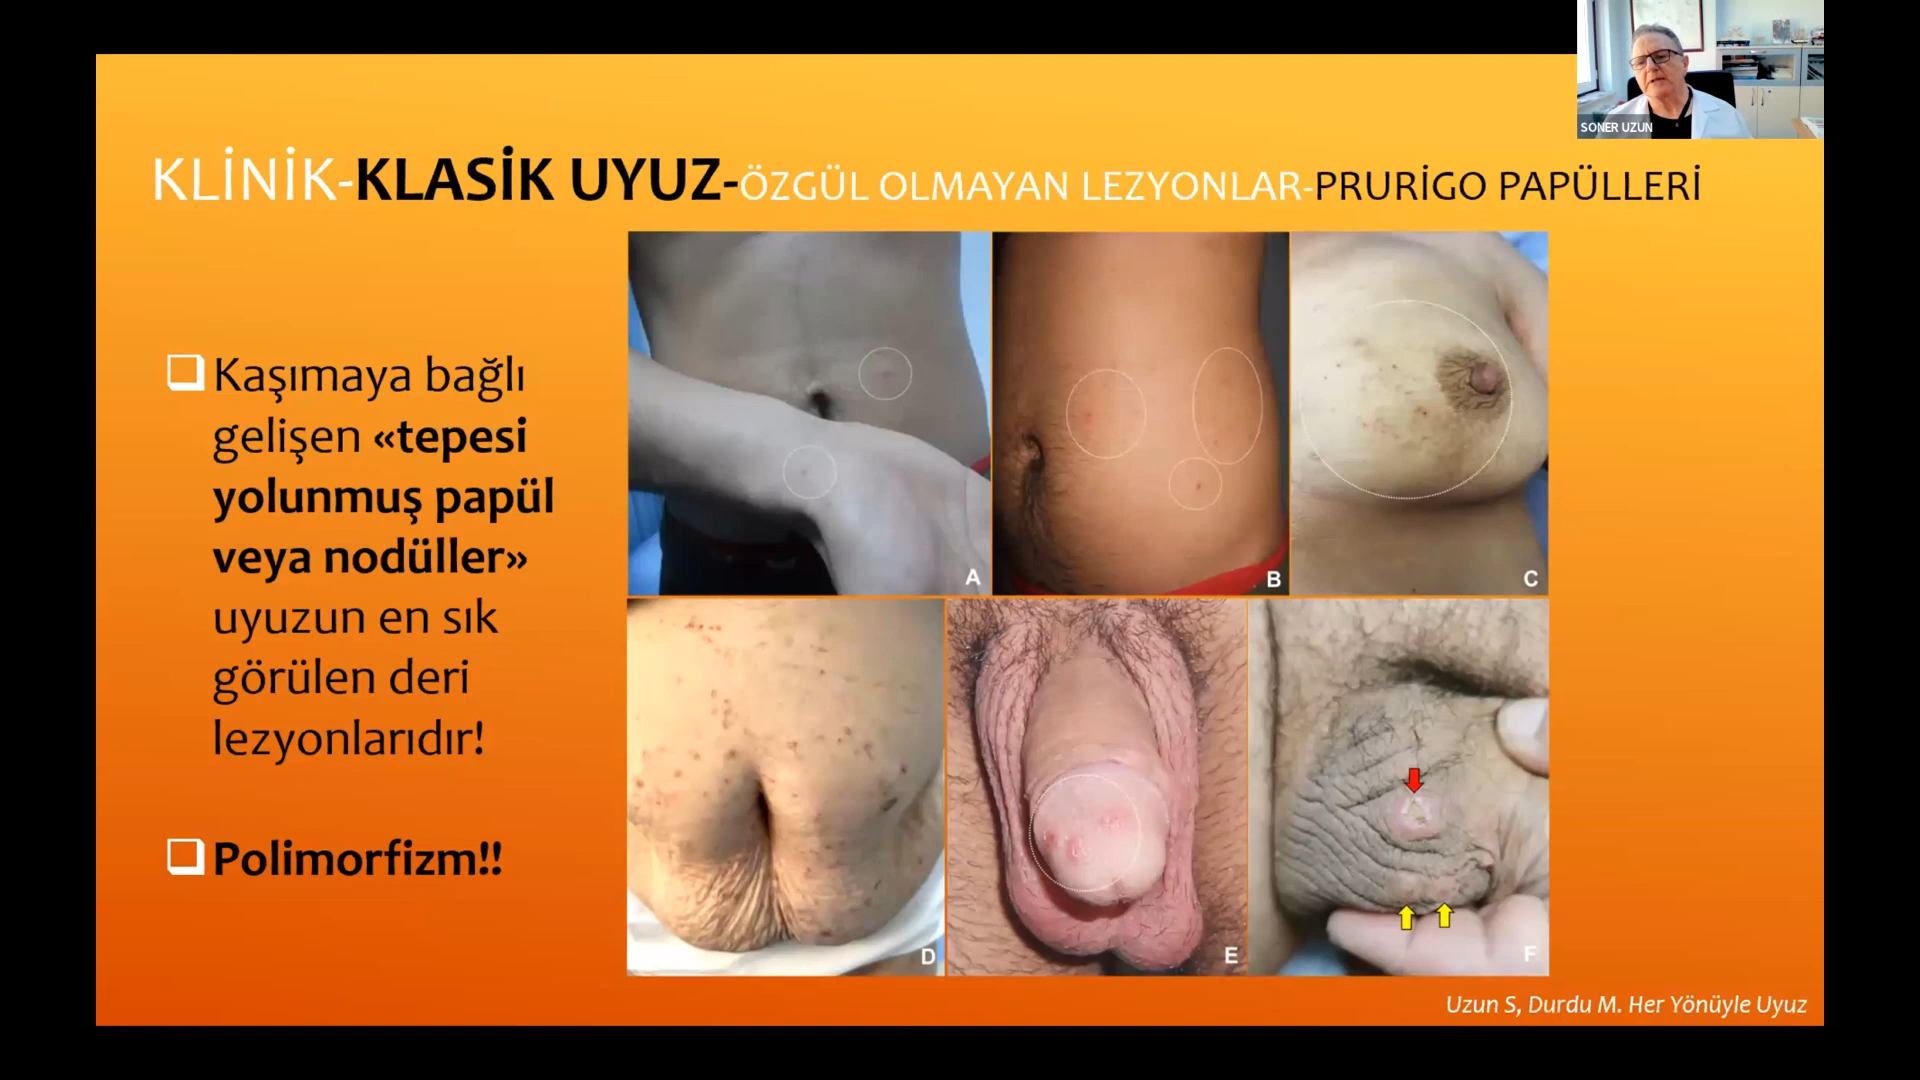 SONER UZUN
KLİNİK-KLASİK UYUZ-ÖZGÜL OLMAYAN LEZYONLAR-PRURİGO PAPÜLLERİ
Kaşımaya bağlı
gelişen «tepesi
yolunmuş papül
veya nodüller»
uyuzun en sık
görülen deri
lezyonlarıdır!
Polimorfizm!!
A
B
C
D
E
F
Uzun S, Durdu M. Her Yönüyle Uyuz